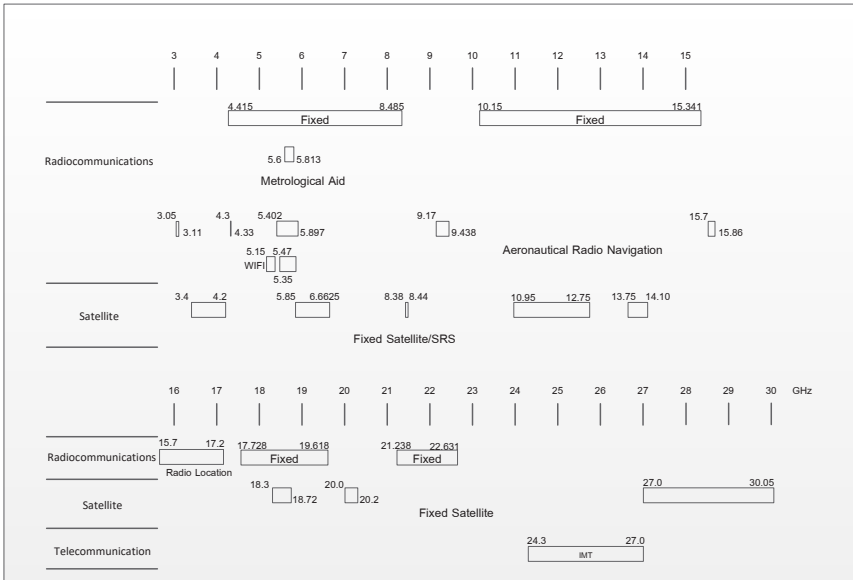 3 4 5 6 7 8 9 10 11 12 13 14 15
4.415 8.485 10.15 15.341
Fixed Fixed
Radiocommunications
5.6 5.813
Metrological Aid
3.05 4.3 5.402 9.17 15.7
3.11 4.33 5.897 9.438 15.86
Aeronautical Radio Navigation
5.15 5.47
WIFI
5.35
3.4 4.2 5.85 6.6625 8.38 8.44 10.95 12.75 13.75 14.10
Satellite
Fixed Satellite/SRS
16 17 18 19 20 21 22 23 24 25 26 27 28 29 30 GHz
15.7 17.2 17.728 19.618 21.238 22.631
Radiocommunications Fixed Fixed
Radio Location
18.3 20.0 27.0 30.05
18.72 20.2
Satellite Fixed Satellite
24.3 27.0
Telecommunication IMT